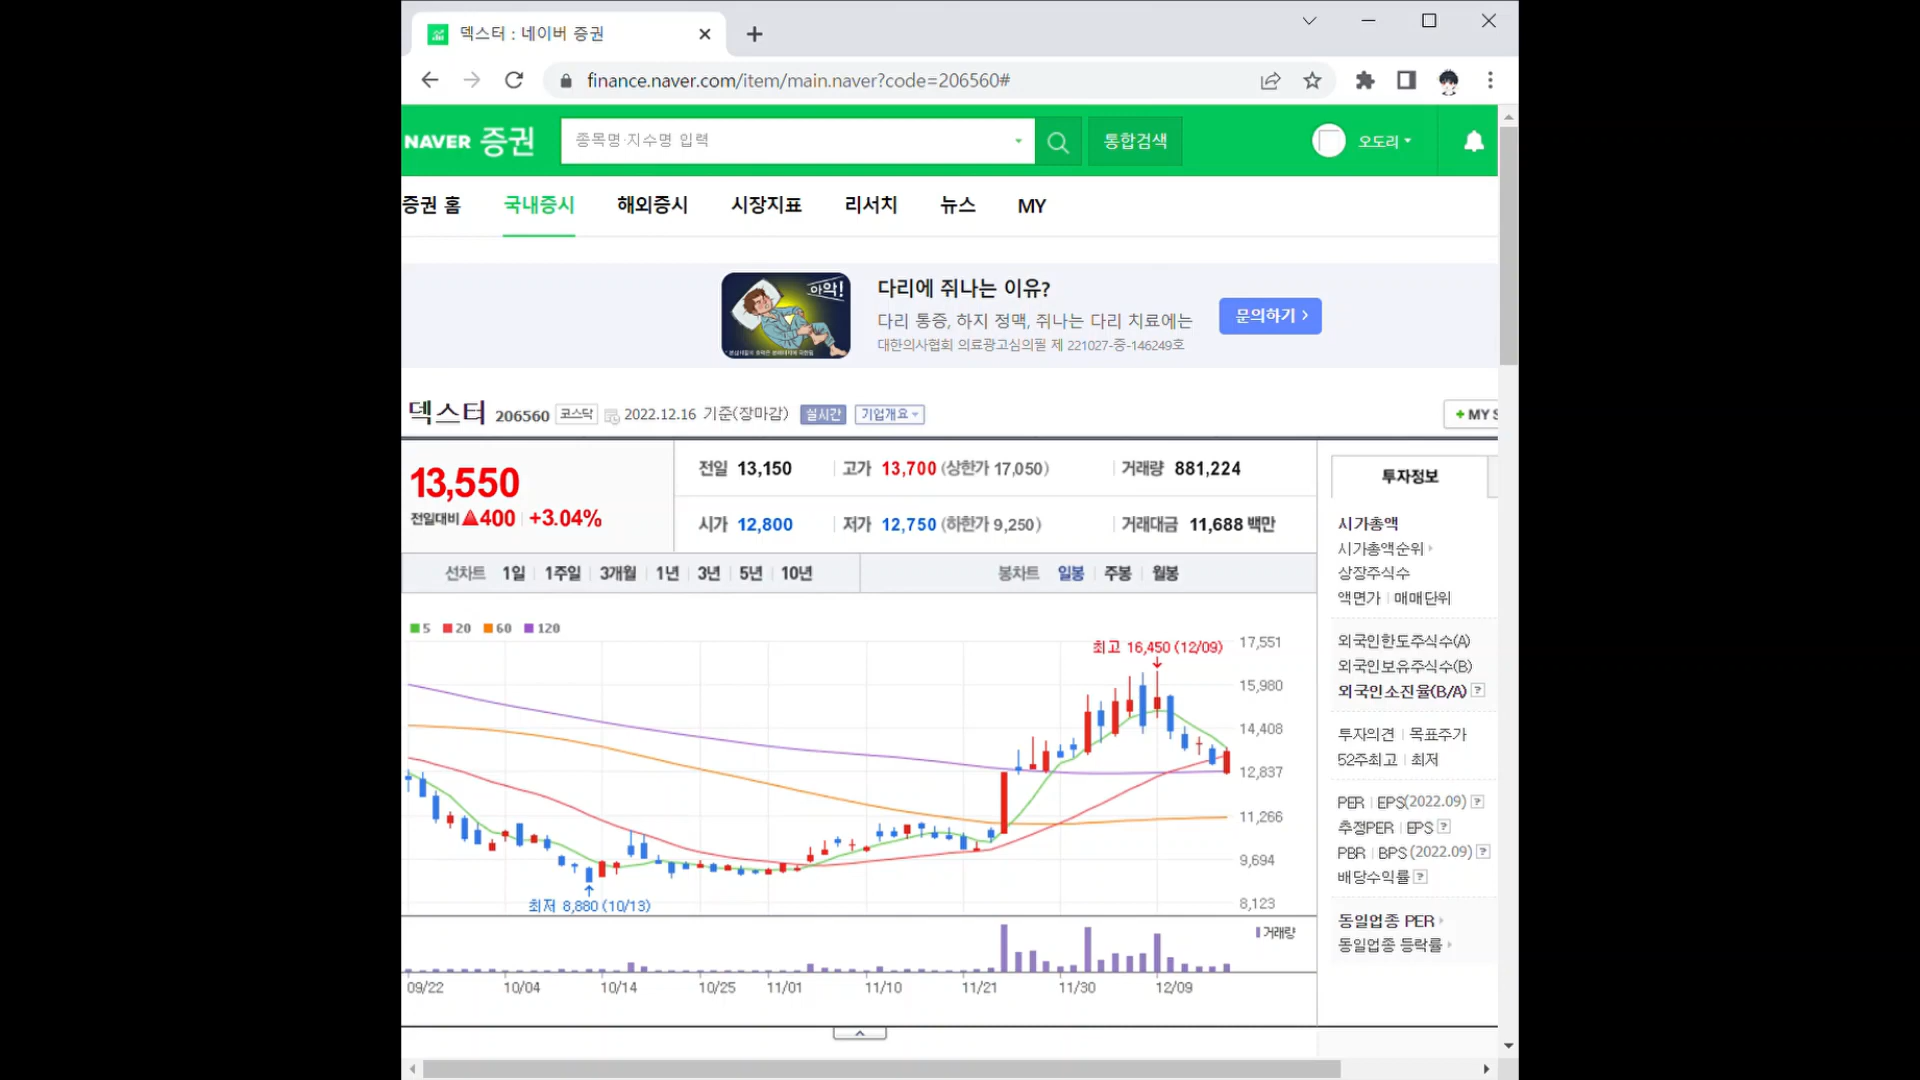 덱스터 : 네이버 증권
finance.naver.com/item/main.naver?code=206560#
NAVER 증권
종목명·지수명 입력
통합검색
오도리
증권 홈 국내증시 해외증시 시장지표 리서치 뉴스 MY
아악!
다리에 쥐나는 이유?
다리 통증, 하지 정맥, 쥐나는 다리 치료에는
대한의사협회 의료광고심의필 제 221027-중-146249호
문의하기 >
덱스터 206560 코스닥 2022.12.16 기준(장마감) 실시간 기업개요
+ MY S
13,550
전일대비 ▲400 +3.04%
전일 13,150 고가 13,700 (상한가 17,050) 거래량 881,224
시가 12,800 저가 12,750 (하한가 9,250) 거래대금 11,688 백만
선차트 1일 1주일 3개월 1년 3년 5년 10년
봉차트 일봉 주봉 월봉
5 20 60 120
최고 16,450 (12/09)
17,551
15,980
14,408
12,837
11,266
9,694
8,123
최저 8,880 (10/13)
거래량
09/22 10/04 10/14 10/25 11/01 11/10 11/21 11/30 12/09
투자정보
시가총액
시가총액순위
상장주식수
액면가 | 매매단위
외국인한도주식수(A)
외국인보유주식수(B)
외국인소진율(B/A) ?
투자의견 | 목표주가
52주최고 | 최저
PER | EPS(2022.09) ?
추정PER | EPS ?
PBR | BPS (2022.09) ?
배당수익률 ?
동일업종 PER
동일업종 등락률